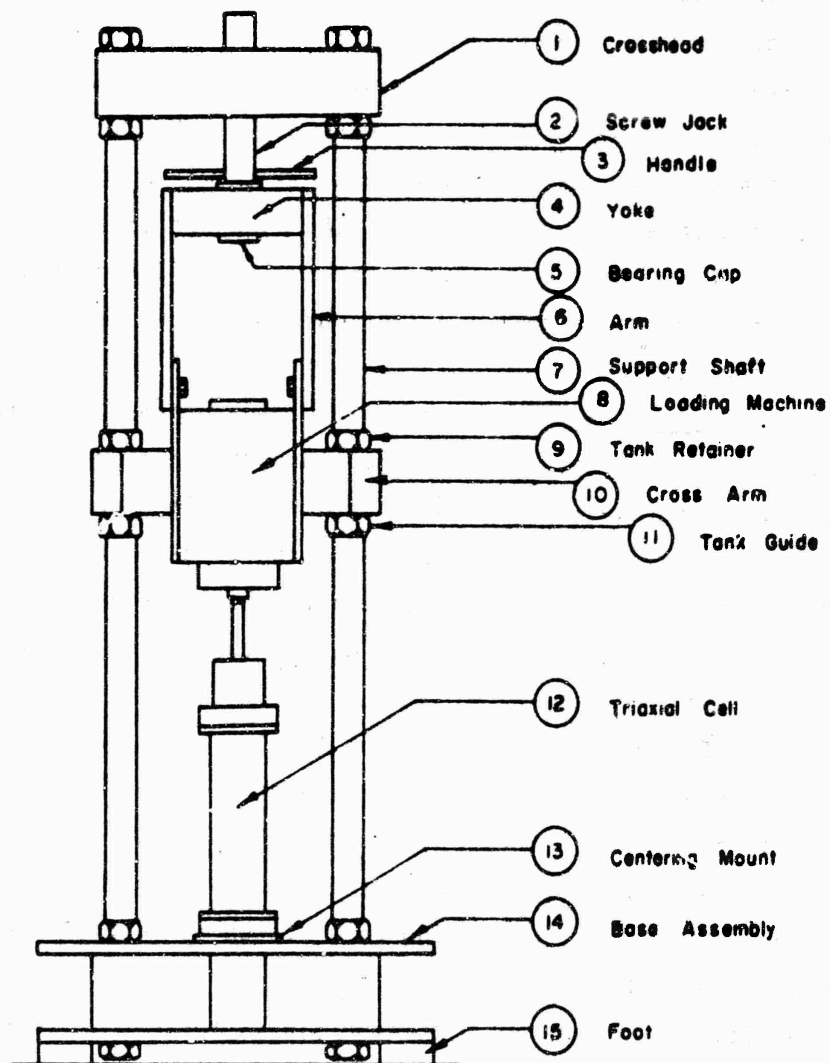 1 Crosshead
2 Screw Jack
3 Handle
4 Yoke
5 Bearing Cap
6 Arm
7 Support Shaft
8 Loading Machine
9 Tank Retainer
10 Cross Arm
11 Tank Guide
12 Triaxial Cell
13 Centering Mount
14 Base Assembly
15 Foot